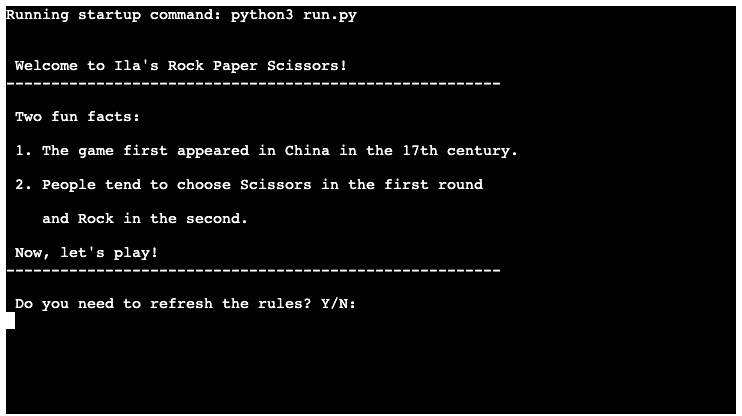 Running startup command: python3 run.py
Welcome to Ila's Rock Paper Scissors!
-------------------------------------------------------
Two fun facts:
1. The game first appeared in China in the 17th century.
2. People tend to choose Scissors in the first round
and Rock in the second.
Now, let's play!
-------------------------------------------------------
Do you need to refresh the rules? Y/N: